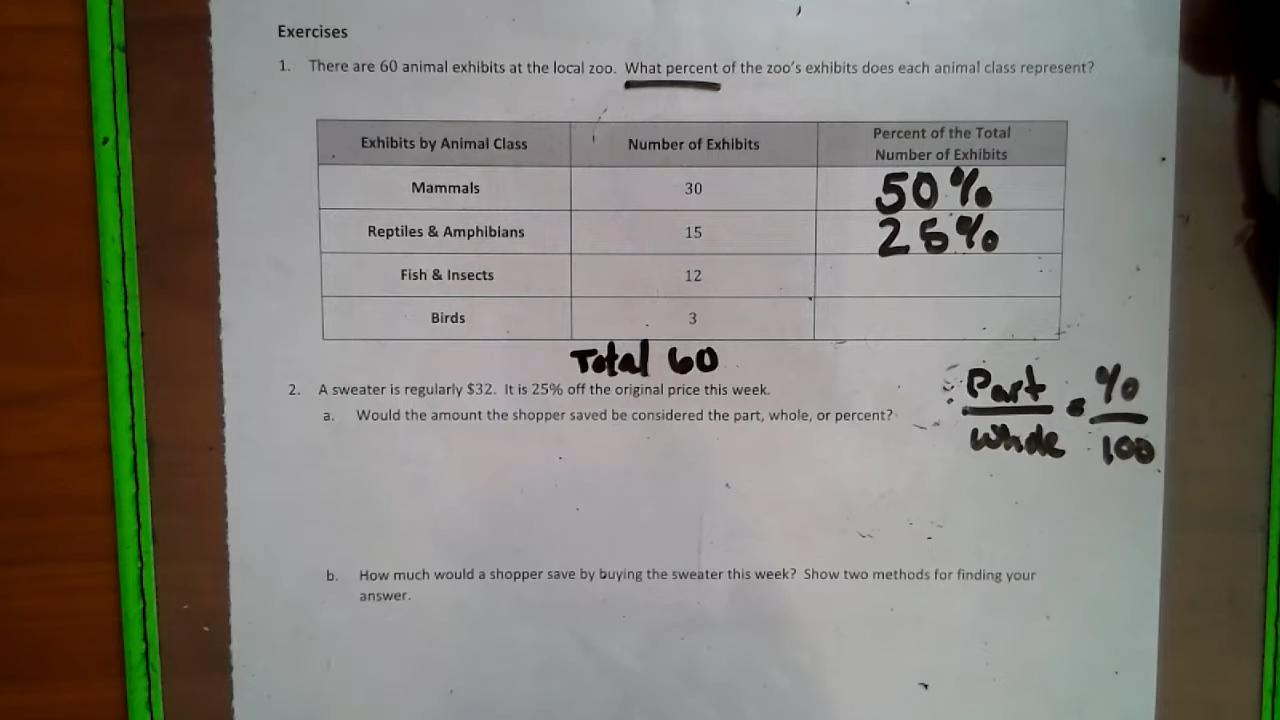 Exercises
1. There are 60 animal exhibits at the local zoo. What percent of the zoo's exhibits does each animal class represent?
Exhibits by Animal Class Number of Exhibits Percent of the Total Number of Exhibits
Mammals 30 50%
Reptiles & Amphibians 15 25%
Fish & Insects 12
Birds 3
Total 60
2. A sweater is regularly $32. It is 25% off the original price this week.
a. Would the amount the shopper saved be considered the part, whole, or percent?
Part = %
whole 100
b. How much would a shopper save by buying the sweater this week? Show two methods for finding your
answer.